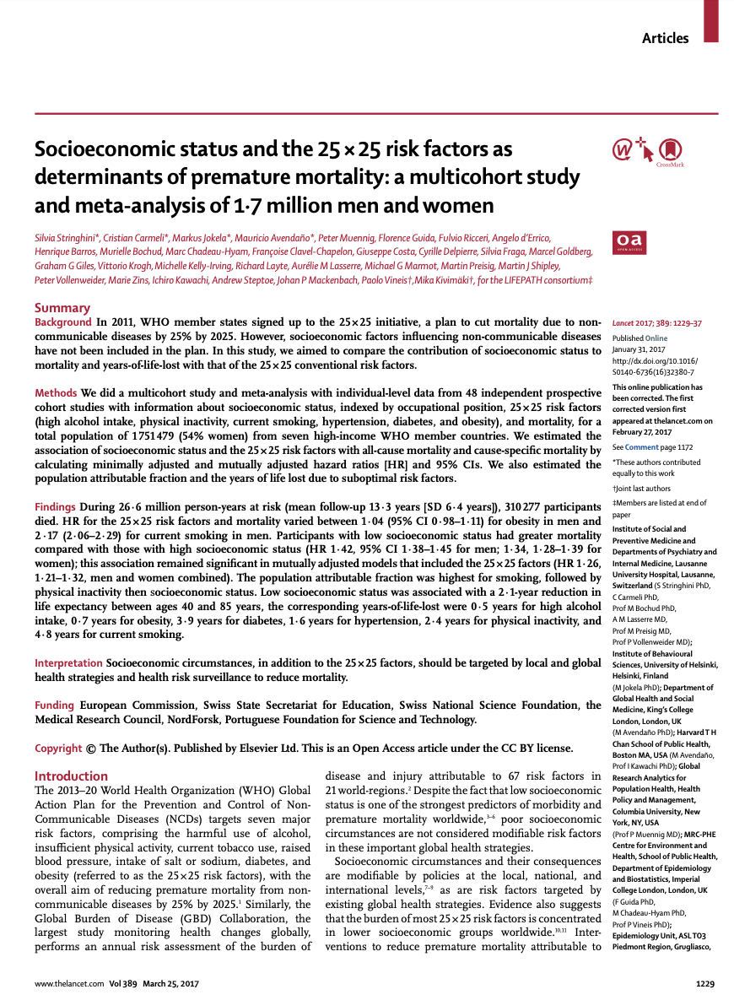 Articles
Socioeconomic status and the 25 × 25 risk factors as
determinants of premature mortality: a multicohort study
and meta-analysis of 1·7 million men and women
CrossMark
Silvia Stringhini*, Cristian Carmeli*, Markus Jokela*, Mauricio Avendaño*, Peter Muennig, Florence Guida, Fulvio Ricceri, Angelo d'Errico,
Henrique Barros, Murielle Bochud, Marc Chadeau-Hyam, Françoise Clavel-Chapelon, Giuseppe Costa, Cyrille Delpierre, Silvia Fraga, Marcel Goldberg,
Graham G Giles, Vittorio Krogh, Michelle Kelly-Irving, Richard Layte, Aurélie M Lasserre, Michael G Marmot, Martin Preisig, Martin J Shipley,
Peter Vollenweider, Marie Zins, Ichiro Kawachi, Andrew Steptoe, Johan P Mackenbach, Paolo Vineis†, Mika Kivimäki†, for the LIFEPATH consortium‡
oa
OPEN ACCESS
Summary
Background In 2011, WHO member states signed up to the 25 × 25 initiative, a plan to cut mortality due to non-
communicable diseases by 25% by 2025. However, socioeconomic factors influencing non-communicable diseases
have not been included in the plan. In this study, we aimed to compare the contribution of socioeconomic status to
mortality and years-of-life-lost with that of the 25 × 25 conventional risk factors.
Methods We did a multicohort study and meta-analysis with individual-level data from 48 independent prospective
cohort studies with information about socioeconomic status, indexed by occupational position, 25 × 25 risk factors
(high alcohol intake, physical inactivity, current smoking, hypertension, diabetes, and obesity), and mortality, for a
total population of 1 751 479 (54% women) from seven high-income WHO member countries. We estimated the
association of socioeconomic status and the 25 × 25 risk factors with all-cause mortality and cause-specific mortality by
calculating minimally adjusted and mutually adjusted hazard ratios [HR] and 95% CIs. We also estimated the
population attributable fraction and the years of life lost due to suboptimal risk factors.
Findings During 26·6 million person-years at risk (mean follow-up 13·3 years [SD 6·4 years]), 310 277 participants
died. HR for the 25 × 25 risk factors and mortality varied between 1·04 (95% CI 0·98–1·11) for obesity in men and
2·17 (2·06–2·29) for current smoking in men. Participants with low socioeconomic status had greater mortality
compared with those with high socioeconomic status (HR 1·42, 95% CI 1·38–1·45 for men; 1·34, 1·28–1·39 for
women); this association remained significant in mutually adjusted models that included the 25 × 25 factors (HR 1·26,
1·21–1·32, men and women combined). The population attributable fraction was highest for smoking, followed by
physical inactivity then socioeconomic status. Low socioeconomic status was associated with a 2·1-year reduction in
life expectancy between ages 40 and 85 years, the corresponding years-of-life-lost were 0·5 years for high alcohol
intake, 0·7 years for obesity, 3·9 years for diabetes, 1·6 years for hypertension, 2·4 years for physical inactivity, and
4·8 years for current smoking.
Interpretation Socioeconomic circumstances, in addition to the 25 × 25 factors, should be targeted by local and global
health strategies and health risk surveillance to reduce mortality.
Funding European Commission, Swiss State Secretariat for Education, Swiss National Science Foundation, the
Medical Research Council, NordForsk, Portuguese Foundation for Science and Technology.
Copyright © The Author(s). Published by Elsevier Ltd. This is an Open Access article under the CC BY license.
Introduction
The 2013–20 World Health Organization (WHO) Global
Action Plan for the Prevention and Control of Non-
Communicable Diseases (NCDs) targets seven major
risk factors, comprising the harmful use of alcohol,
insufficient physical activity, current tobacco use, raised
blood pressure, intake of salt or sodium, diabetes, and
obesity (referred to as the 25 × 25 risk factors), with the
overall aim of reducing premature mortality from non-
communicable diseases by 25% by 2025.1 Similarly, the
Global Burden of Disease (GBD) Collaboration, the
largest study monitoring health changes globally,
performs an annual risk assessment of the burden of
disease and injury attributable to 67 risk factors in
21 world-regions.2 Despite the fact that low socioeconomic
status is one of the strongest predictors of morbidity and
premature mortality worldwide,3–6 poor socioeconomic
circumstances are not considered modifiable risk factors
in these important global health strategies.
Socioeconomic circumstances and their consequences
are modifiable by policies at the local, national, and
international levels,7–9 as are risk factors targeted by
existing global health strategies. Evidence also suggests
that the burden of most 25 × 25 risk factors is concentrated
in lower socioeconomic groups worldwide.10,11 Inter-
ventions to reduce premature mortality attributable to
Lancet 2017; 389: 1229–37
Published Online
January 31, 2017
http://dx.doi.org/10.1016/
S0140-6736(16)32380-7
This online publication has
been corrected. The first
corrected version first
appeared at thelancet.com on
February 27, 2017
See Comment page 1172
*These authors contributed
equally to this work
†Joint last authors
‡Members are listed at end of
paper
Institute of Social and
Preventive Medicine and
Departments of Psychiatry and
Internal Medicine, Lausanne
University Hospital, Lausanne,
Switzerland (S Stringhini PhD,
C Carmeli PhD,
Prof M Bochud PhD,
A M Lasserre MD,
Prof M Preisig MD,
Prof P Vollenweider MD);
Institute of Behavioural
Sciences, University of Helsinki,
Helsinki, Finland
(M Jokela PhD); Department of
Global Health and Social
Medicine, King's College
London, London, UK
(M Avendaño PhD); Harvard T H
Chan School of Public Health,
Boston MA, USA (M Avendaño,
Prof I Kawachi PhD); Global
Research Analytics for
Population Health, Health
Policy and Management,
Columbia University, New
York, NY, USA
(Prof P Muennig MD); MRC-PHE
Centre for Environment and
Health, School of Public Health,
Department of Epidemiology
and Biostatistics, Imperial
College London, London, UK
(F Guida PhD,
M Chadeau-Hyam PhD,
Prof P Vineis PhD);
Epidemiology Unit, ASL TO3
Piedmont Region, Grugliasco,
www.thelancet.com Vol 389 March 25, 2017
1229